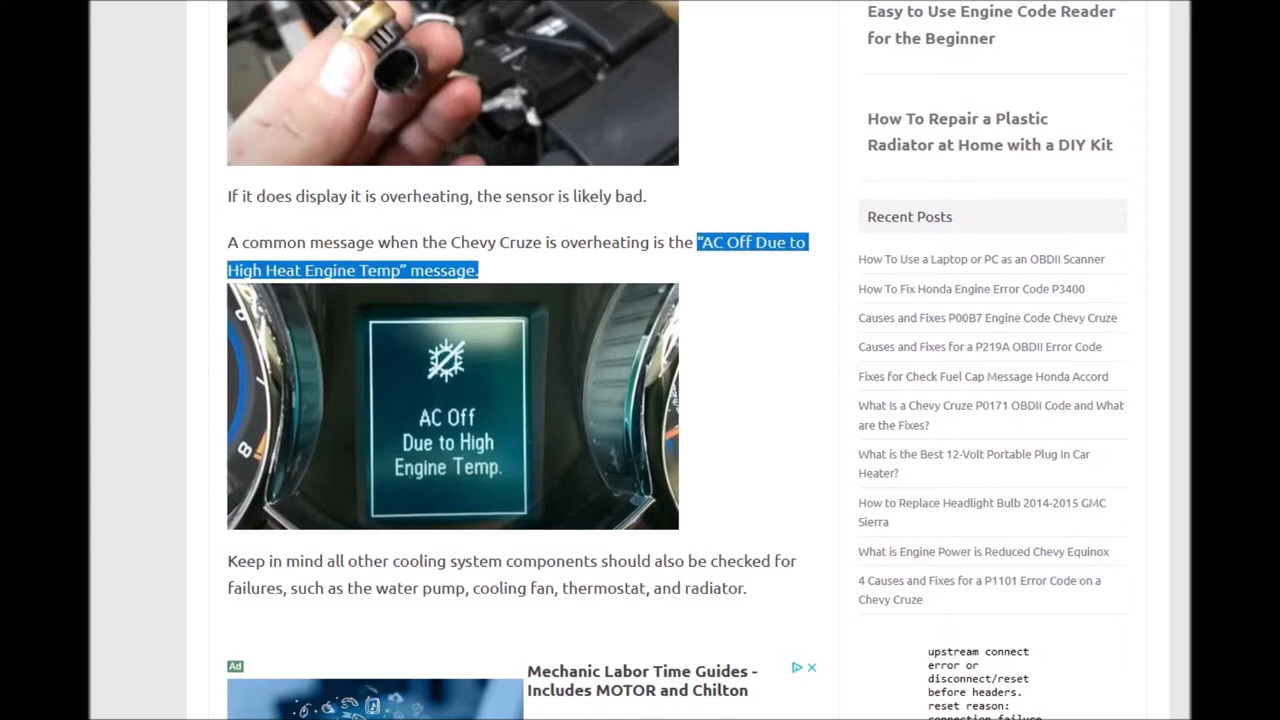 If it does display it is overheating, the sensor is likely bad.
A common message when the Chevy Cruze is overheating is the “AC Off Due to
High Heat Engine Temp” message.
AC Off
Due to High
Engine Temp.
8
Keep in mind all other cooling system components should also be checked for
failures, such as the water pump, cooling fan, thermostat, and radiator.
Ad
Mechanic Labor Time Guides -
Includes MOTOR and Chilton
Easy to Use Engine Code Reader
for the Beginner
How To Repair a Plastic
Radiator at Home with a DIY Kit
Recent Posts
How To Use a Laptop or PC as an OBDII Scanner
How To Fix Honda Engine Error Code P3400
Causes and Fixes P00B7 Engine Code Chevy Cruze
Causes and Fixes for a P219A OBDII Error Code
Fixes for Check Fuel Cap Message Honda Accord
What Is a Chevy Cruze P0171 OBDII Code and What
are the Fixes?
What is the Best 12-Volt Portable Plug In Car
Heater?
How to Replace Headlight Bulb 2014-2015 GMC
Sierra
What is Engine Power is Reduced Chevy Equinox
4 Causes and Fixes for a P1101 Error Code on a
Chevy Cruze
upstream connect
error or
disconnect/reset
before headers.
reset reason:
connection failure